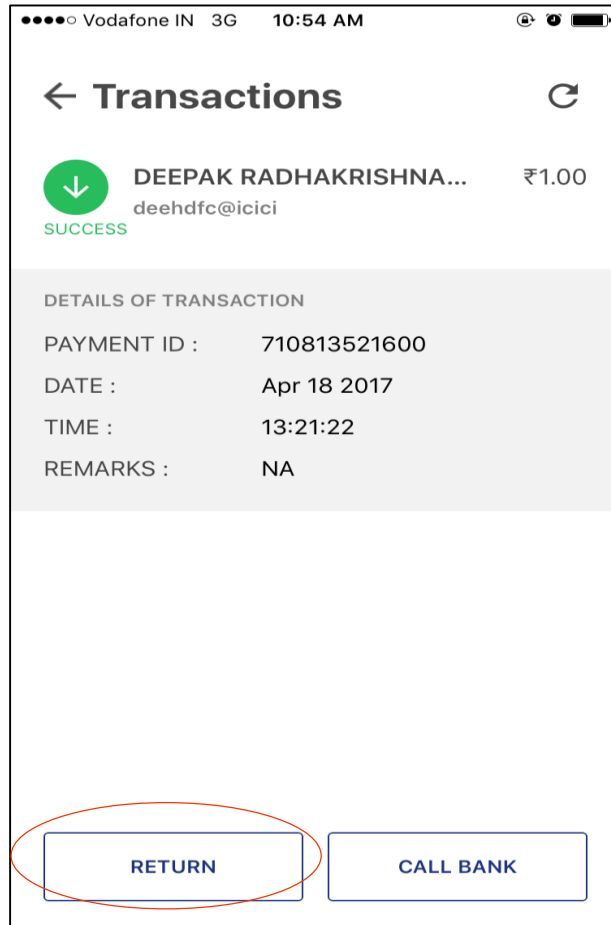 Vodafone IN 3G 10:54 AM
Transactions
DEEPAK RADHAKRISHNA... ₹1.00
deehdfc@icici
SUCCESS
DETAILS OF TRANSACTION
PAYMENT ID : 710813521600
DATE : Apr 18 2017
TIME : 13:21:22
REMARKS : NA
RETURN CALL BANK